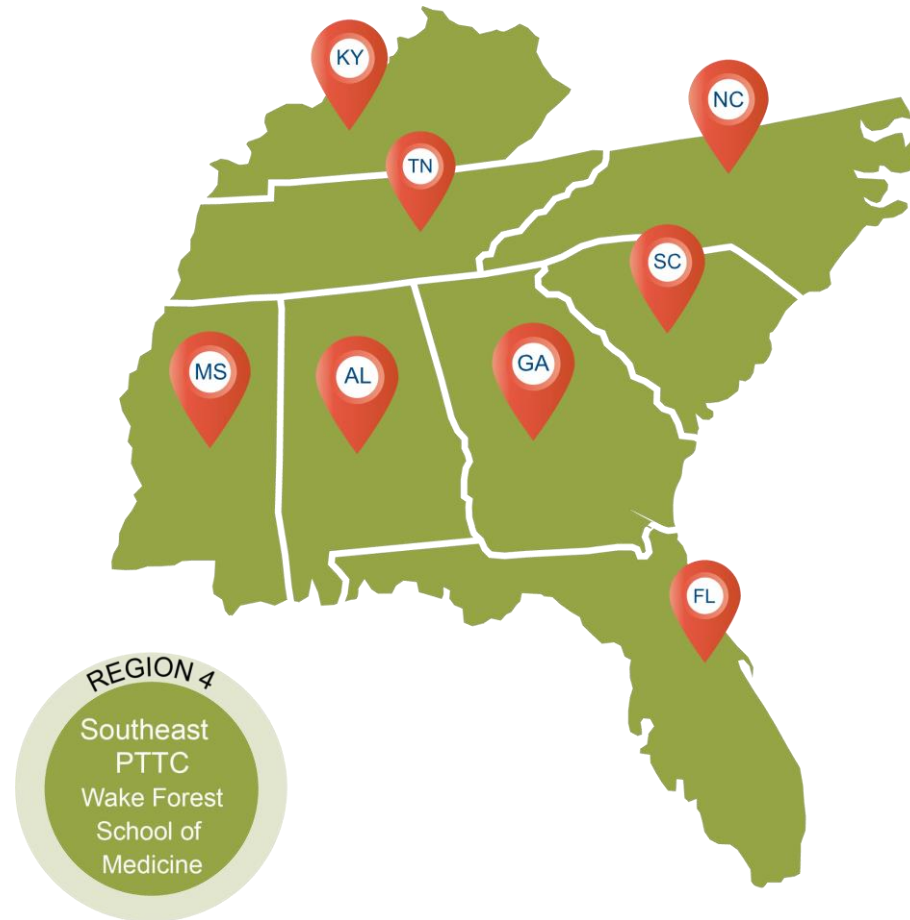 KY
NC
TN
SC
MS
AL
GA
FL
REGION 4
Southeast
PTTC
Wake Forest
School of
Medicine